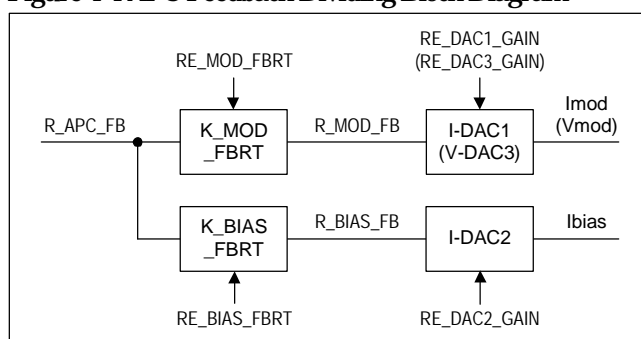 RE_MOD_FBRT
RE_DAC1_GAIN
(RE_DAC3_GAIN)
R_APC_FB
K_MOD
_FBRT
R_MOD_FB
I-DAC1
(V-DAC3)
Imod
(Vmod)
K_BIAS
_FBRT
R_BIAS_FB
I-DAC2
Ibias
RE_BIAS_FBRT
RE_DAC2_GAIN